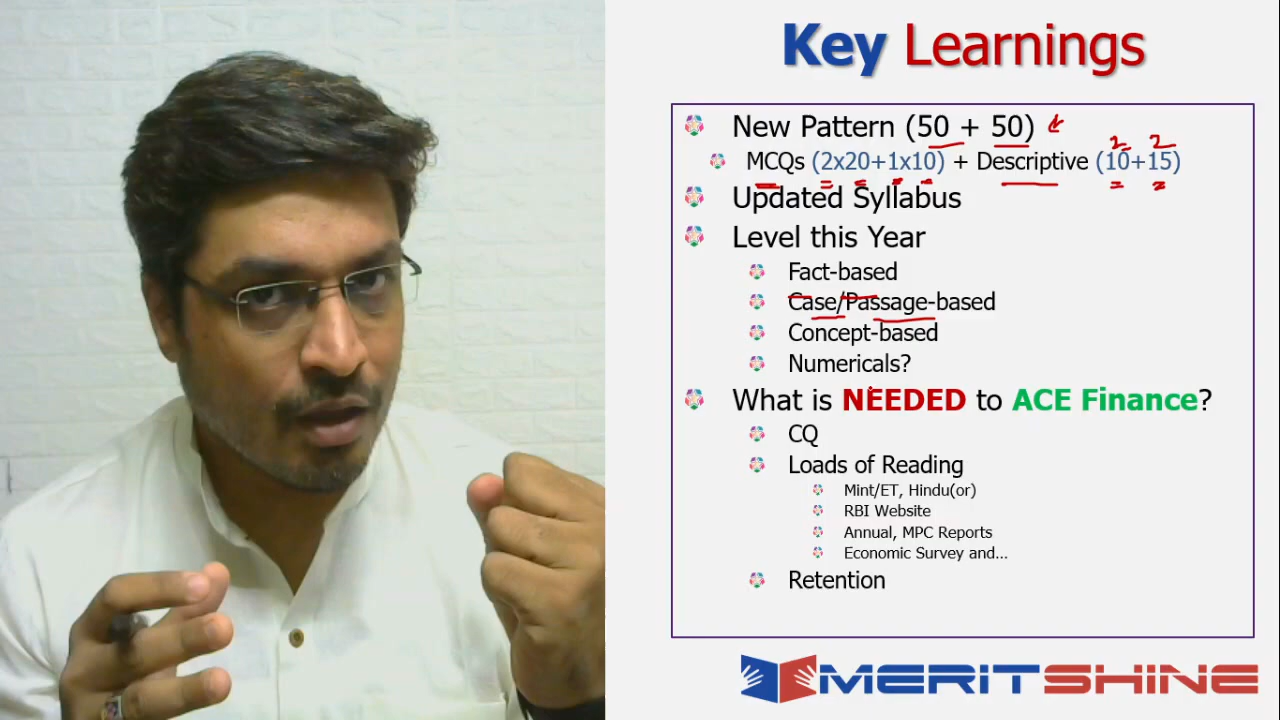 Key Learnings
New Pattern (50 + 50)
2 2
MCQs (2x20+1x10) + Descriptive (10+15)
Updated Syllabus
Level this Year
Fact-based
Case/Passage-based
Concept-based
Numericals?
What is NEEDED to ACE Finance?
CQ
Loads of Reading
Mint/ET, Hindu(or)
RBI Website
Annual, MPC Reports
Economic Survey and...
Retention
MERITSHINE